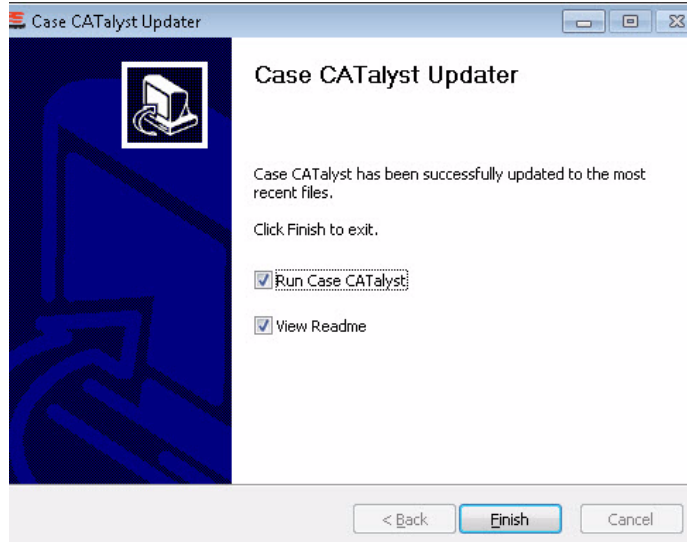 Case CATalyst Updater
Case CATalyst Updater
Case CATalyst has been successfully updated to the most
recent files.
Click Finish to exit.
Run Case CATalyst
View Readme
< Back Finish Cancel